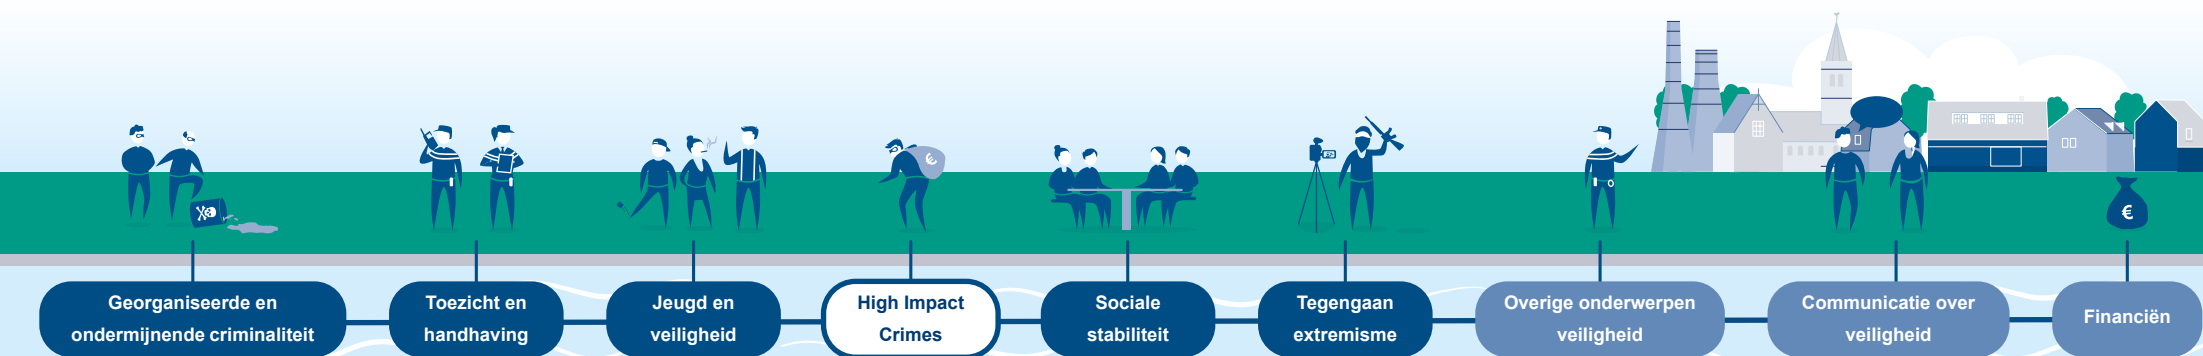 €
€
Georganiseerde en
ondermijnende criminaliteit
Toezicht en
handhaving
Jeugd en
veiligheid
High Impact
Crimes
Sociale
stabiliteit
Tegengaan
extremisme
Overige onderwerpen
veiligheid
Communicatie over
veiligheid
Financiën